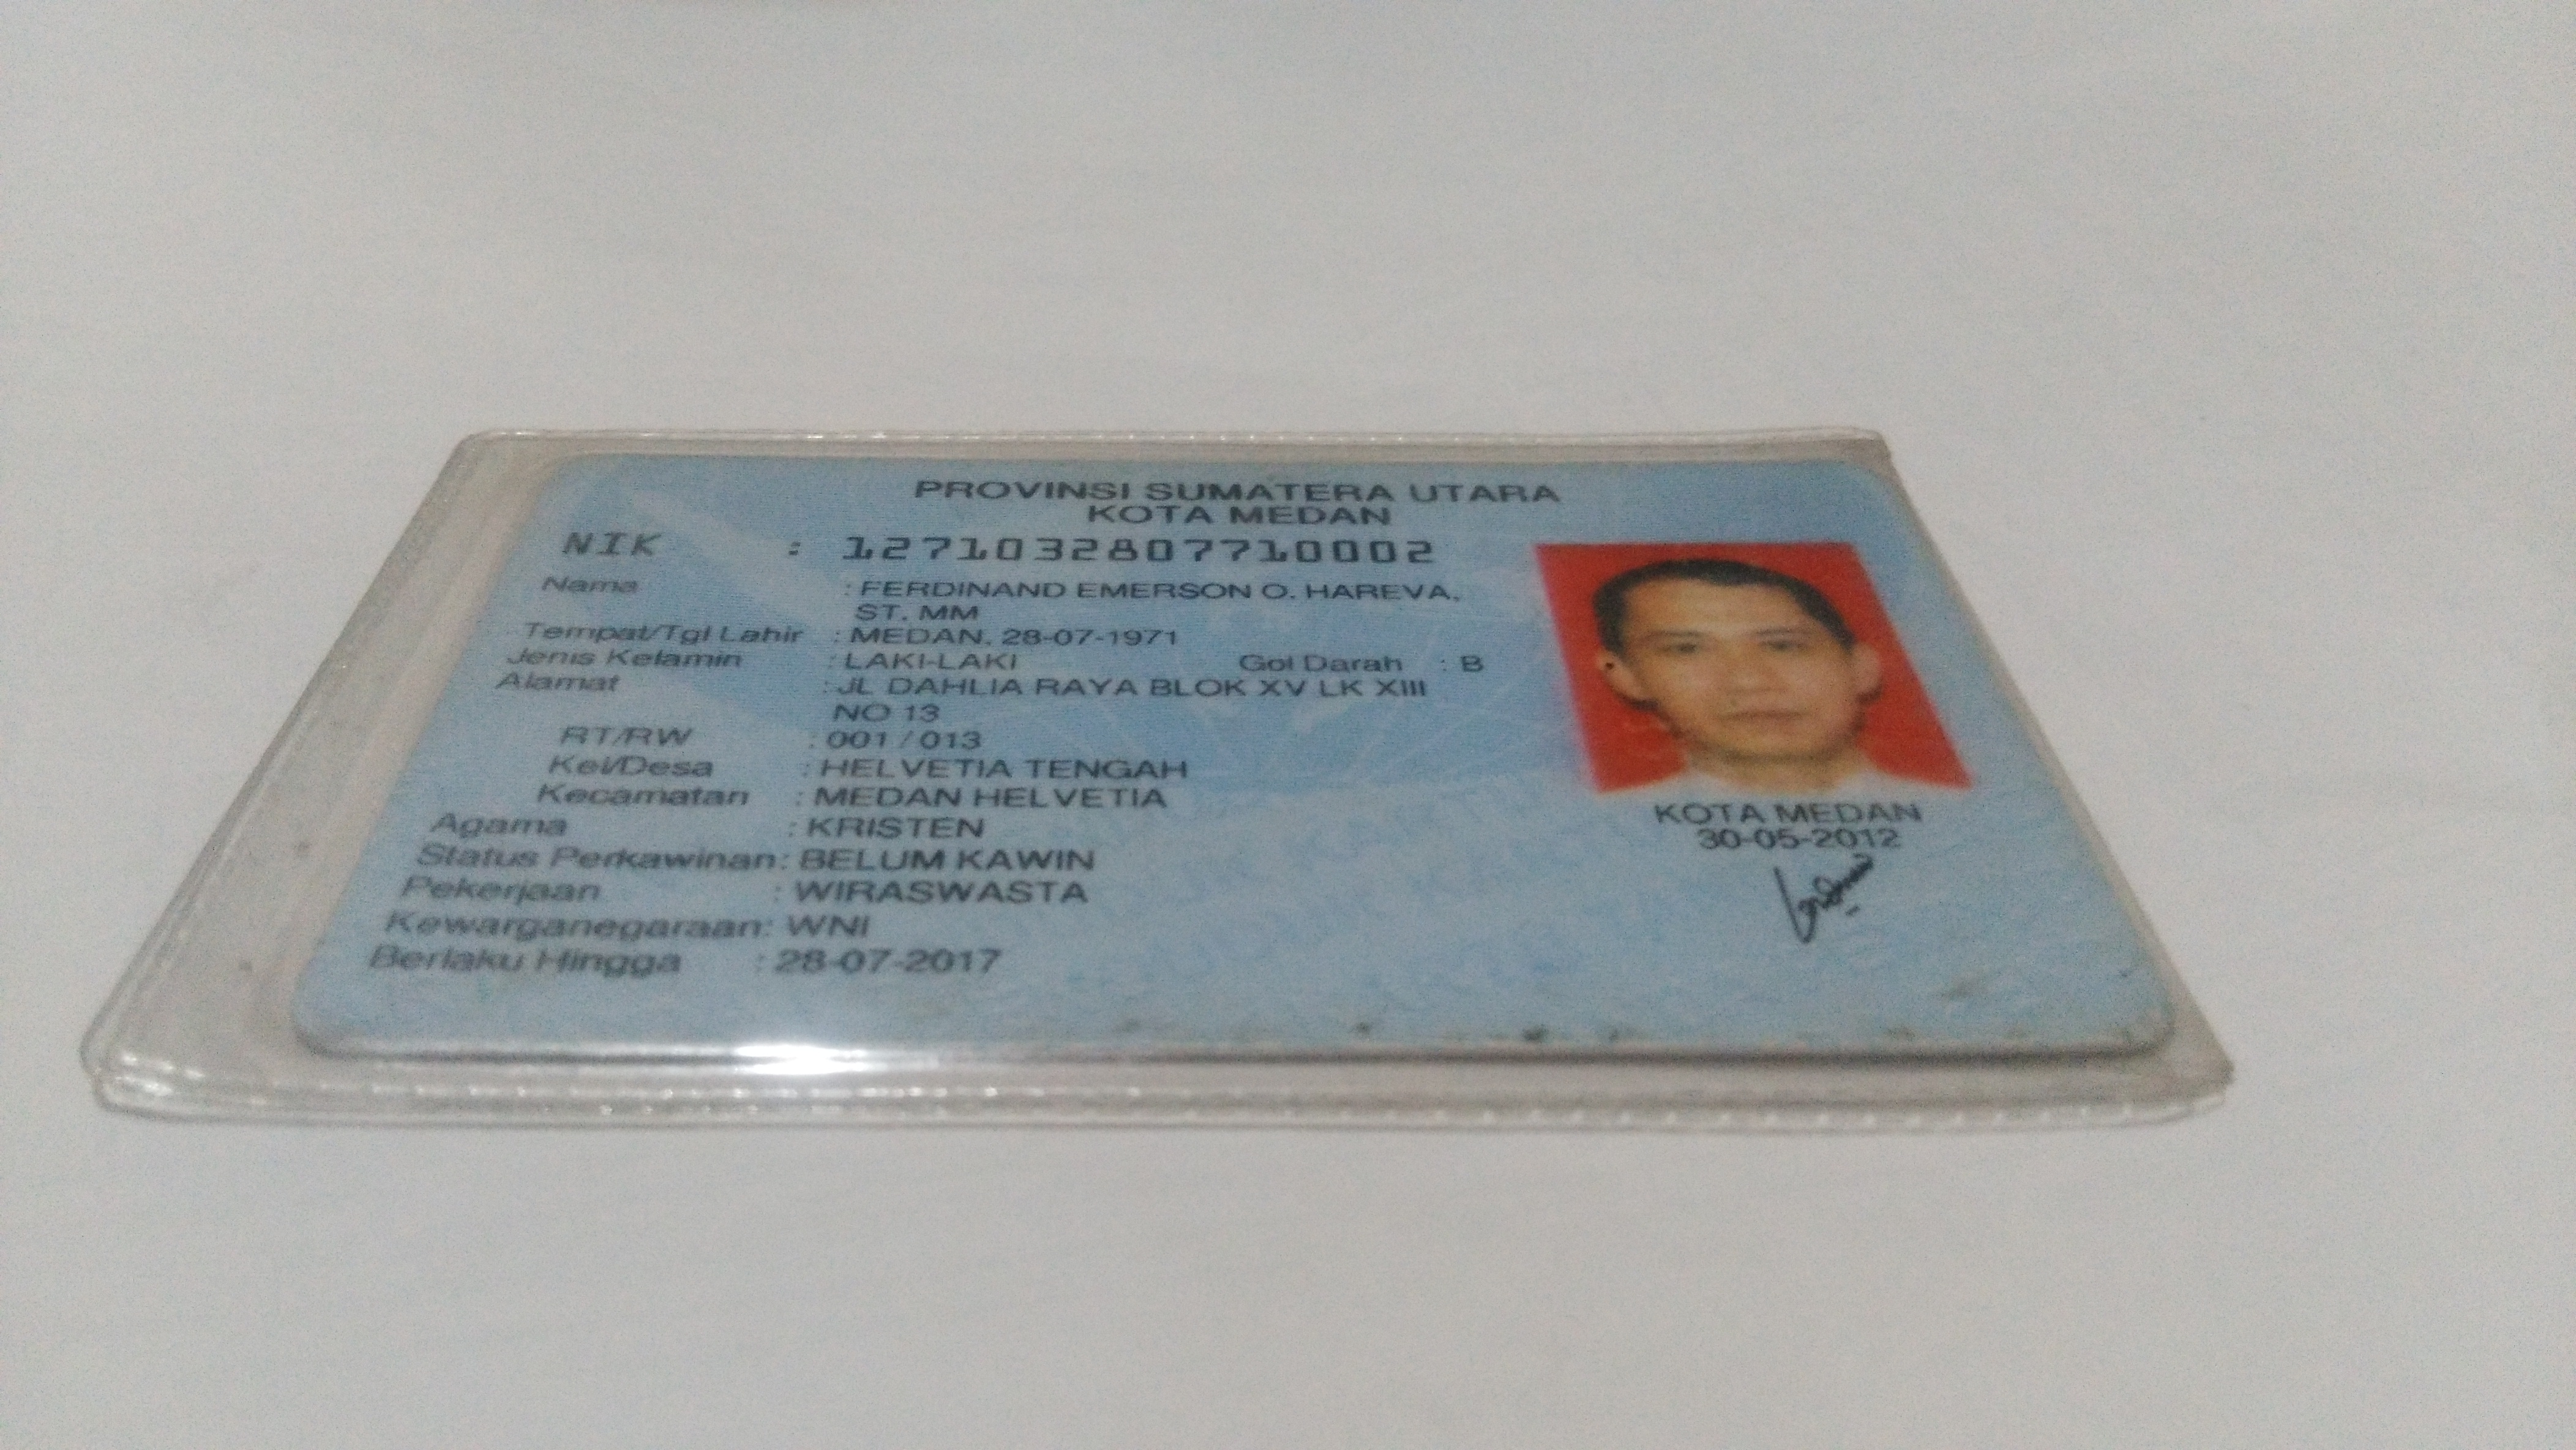 PROVINSI SUMATERA UTARA
KOTA MEDAN
NIK : 1271032807710002
Nama : FERDINAND EMERSON O. HAREVA,
ST. MM
Tempat/Tgl Lahir : MEDAN, 28-07-1971
Jenis Kelamin : LAKI-LAKI Gol Darah : B
Alamat : JL DAHLIA RAYA BLOK XV LK XIII
NO 13
RT/RW : 001 / 013
Kel/Desa : HELVETIA TENGAH
Kecamatan : MEDAN HELVETIA
Agama : KRISTEN
Status Perkawinan: BELUM KAWIN
Pekerjaan : WIRASWASTA
Kewarganegaraan: WNI
Berlaku Hingga : 28-07-2017
KOTA MEDAN
30-05-2012